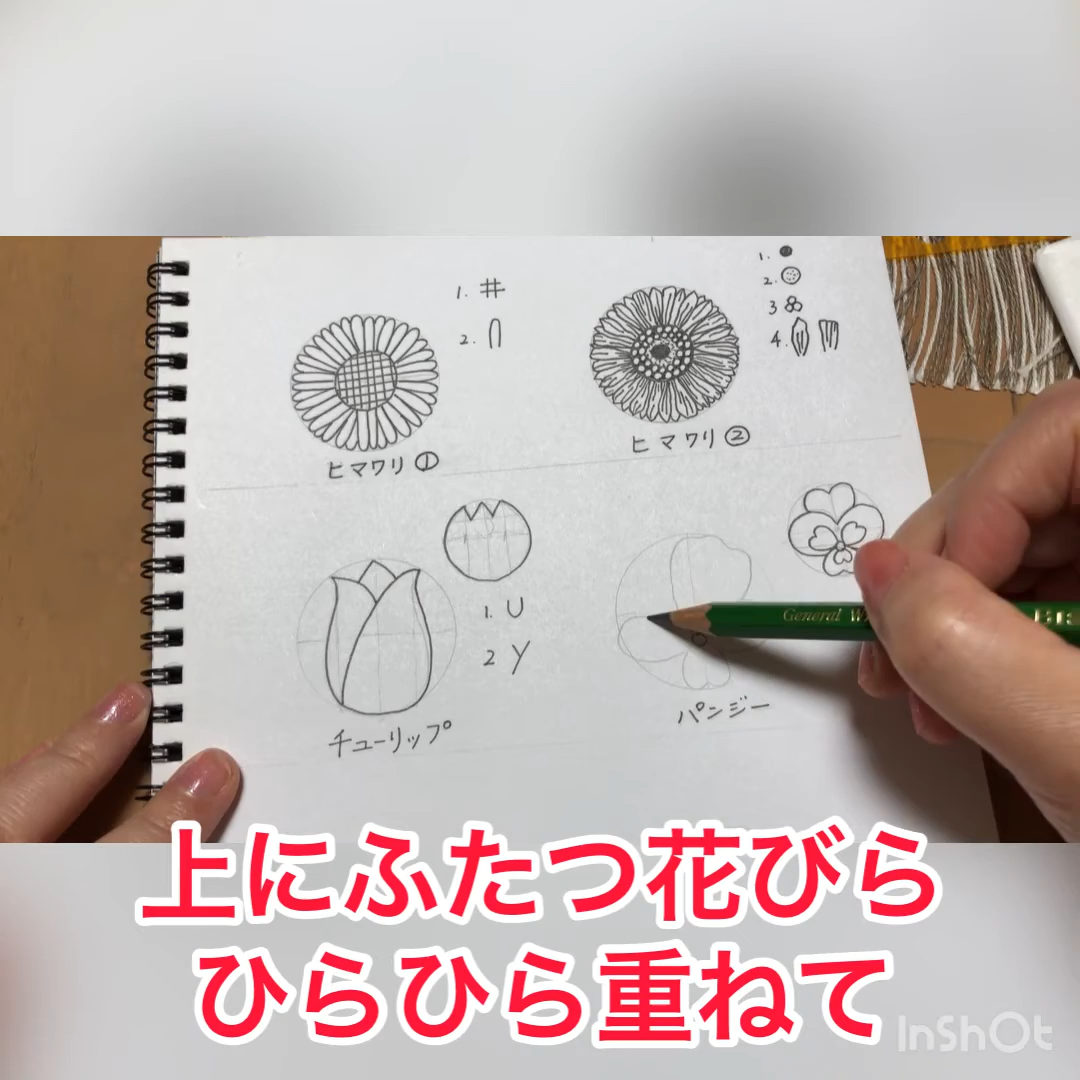 1. #
2.
ヒマワリ①
1.
2.
3
4.
ヒマワリ②
1. U
2 Y
チューリップ
パンジー
General
上にふたつ花びら
ひらひら重ねて
InShOt